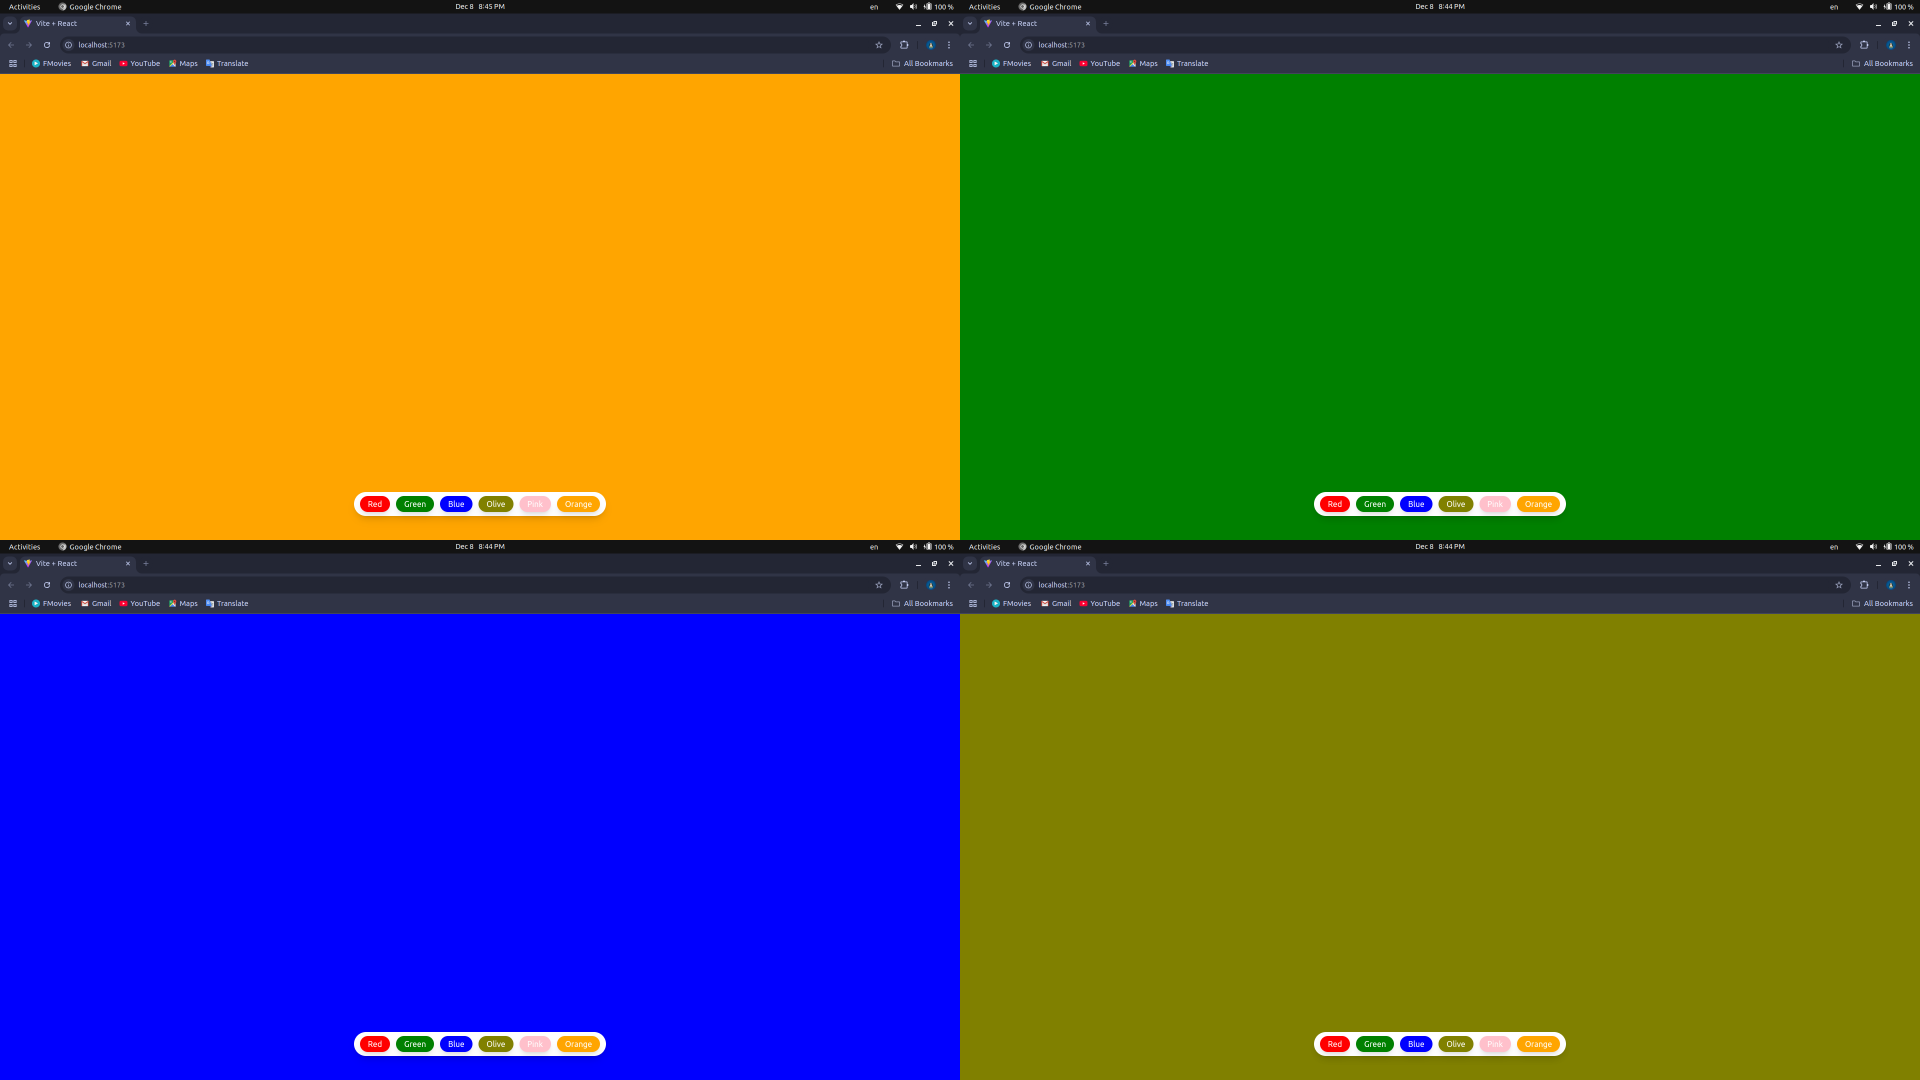 Activities Google Chrome Dec 8 8:45 PM en 100 %
Vite + React
localhost:5173
FMovies Gmail YouTube Maps Translate All Bookmarks
Red Green Blue Olive Pink Orange
Activities Google Chrome Dec 8 8:44 PM en 100 %
Vite + React
localhost:5173
FMovies Gmail YouTube Maps Translate All Bookmarks
Red Green Blue Olive Pink Orange
Activities Google Chrome Dec 8 8:44 PM en 100 %
Vite + React
localhost:5173
FMovies Gmail YouTube Maps Translate All Bookmarks
Red Green Blue Olive Pink Orange
Activities Google Chrome Dec 8 8:44 PM en 100 %
Vite + React
localhost:5173
FMovies Gmail YouTube Maps Translate All Bookmarks
Red Green Blue Olive Pink Orange